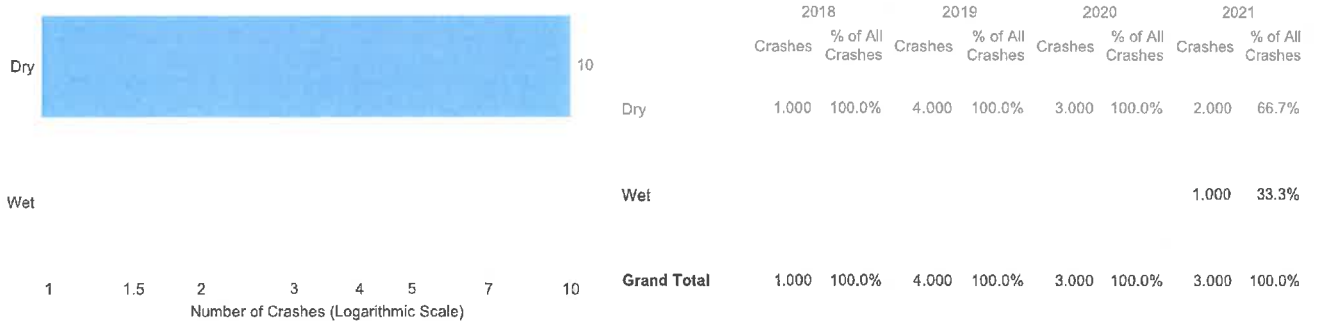 Dry
10
Wet
1 1.5 2 3 4 5 7 10
Number of Crashes (Logarithmic Scale)
2018 2019 2020 2021
Crashes % of All Crashes Crashes % of All Crashes Crashes % of All Crashes Crashes % of All Crashes
Dry 1.000 100.0% 4.000 100.0% 3.000 100.0% 2.000 66.7%
Wet 1.000 33.3%
Grand Total 1.000 100.0% 4.000 100.0% 3.000 100.0% 3.000 100.0%